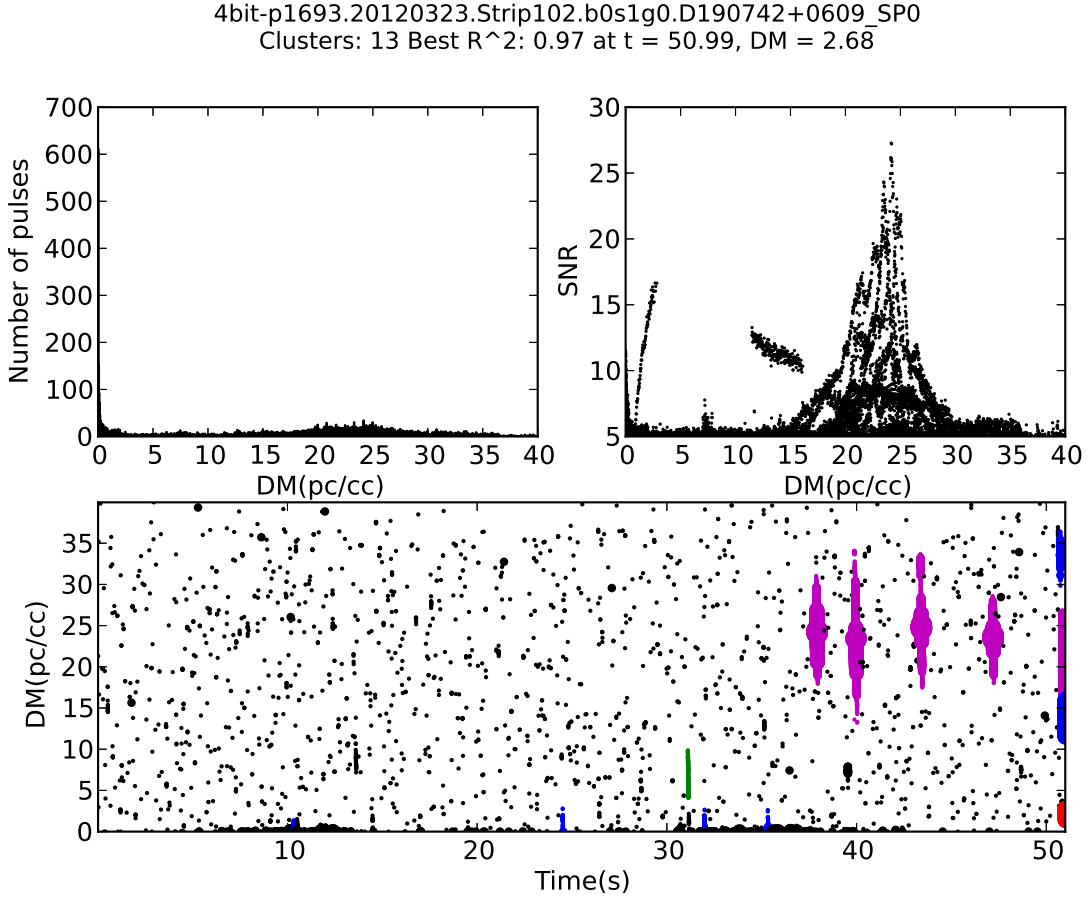 4bit-p1693.20120323.Strip102.b0s1g0.D190742+0609_SP0
Clusters: 13 Best R^2: 0.97 at t = 50.99, DM = 2.68
700
600
500
400
300
200
100
0
Number of pulses
0 5 10 15 20 25 30 35 40
DM(pc/cc)
30
25
20
15
10
5
SNR
0 5 10 15 20 25 30 35 40
DM(pc/cc)
35
30
25
20
15
10
5
0
DM(pc/cc)
10 20 30 40 50
Time(s)